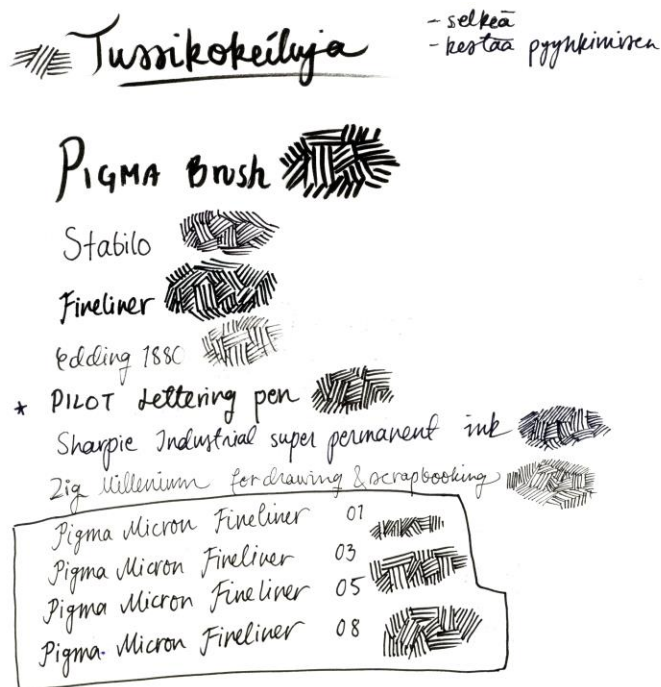 Tussikokeiluja
- selkeä
- kestää pyyhkimisen
PIGMA Brush
Stabilo
Fineliner
edding 1880
* PILOT Lettering pen
Sharpie Industrial super permanent ink
Zig Millenium for drawing & scrapbooking
Pigma Micron Fineliner 01
Pigma Micron Fineliner 03
Pigma Micron Fineliner 05
Pigma Micron Fineliner 08